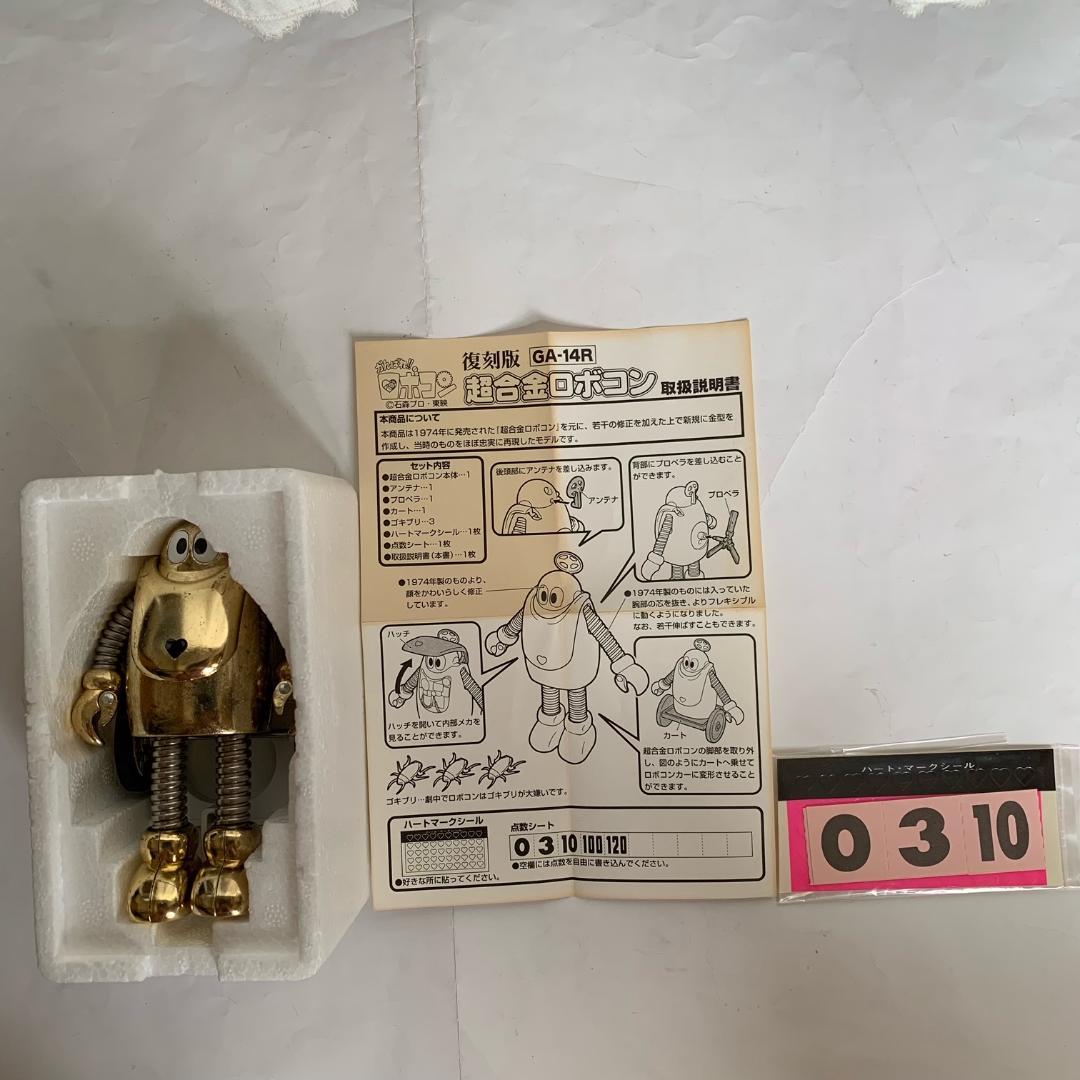 がんばれ!!
ロボコン
©石森プロ・東映
復刻版 GA-14R
超合金ロボコン 取扱説明書
本商品について
本商品は1974年に発売された「超合金ロボコン」を元に、若干の修正を加えた上で新規に金型を
作成し、当時のものをほぼ忠実に再現したモデルです。
セット内容
●超合金ロボコン本体…1
●アンテナ…1
●プロペラ…1
●カート…1
●ゴキブリ…3
●ハートマークシール…1枚
●点数シート…1枚
●取扱説明書(本書)…1枚
後頭部にアンテナを差し込みます。
アンテナ
背部にプロペラを差し込むこと
ができます。
プロペラ
●1974年製のものより、
顔をかわいらしく修正
しています。
●1974年製のものには入っていた
腕部の芯を抜き、よりフレキシブル
に動くようになりました。
なお、若干伸ばすこともできます。
ハッチ
ハッチを開いて内部メカを
見ることができます。
カート
超合金ロボコンの脚部を取り外
し、図のようにカートへ乗せて
ロボコンカーに変形させること
ができます。
ゴキブリ…劇中でロボコンはゴキブリが大嫌いです。
ハートマークシール
●好きな所に貼ってください。
点数シート
0 3 10 100 120
●空欄には点数を自由に書き込んでください。
ハート・マークシール
0 3 10